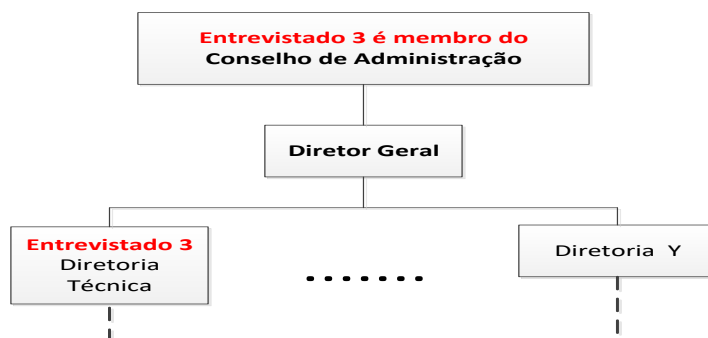 Entrevistado 3 é membro do
Conselho de Administração
Diretor Geral
Entrevistado 3
Diretoria
Técnica
.......
Diretoria Y